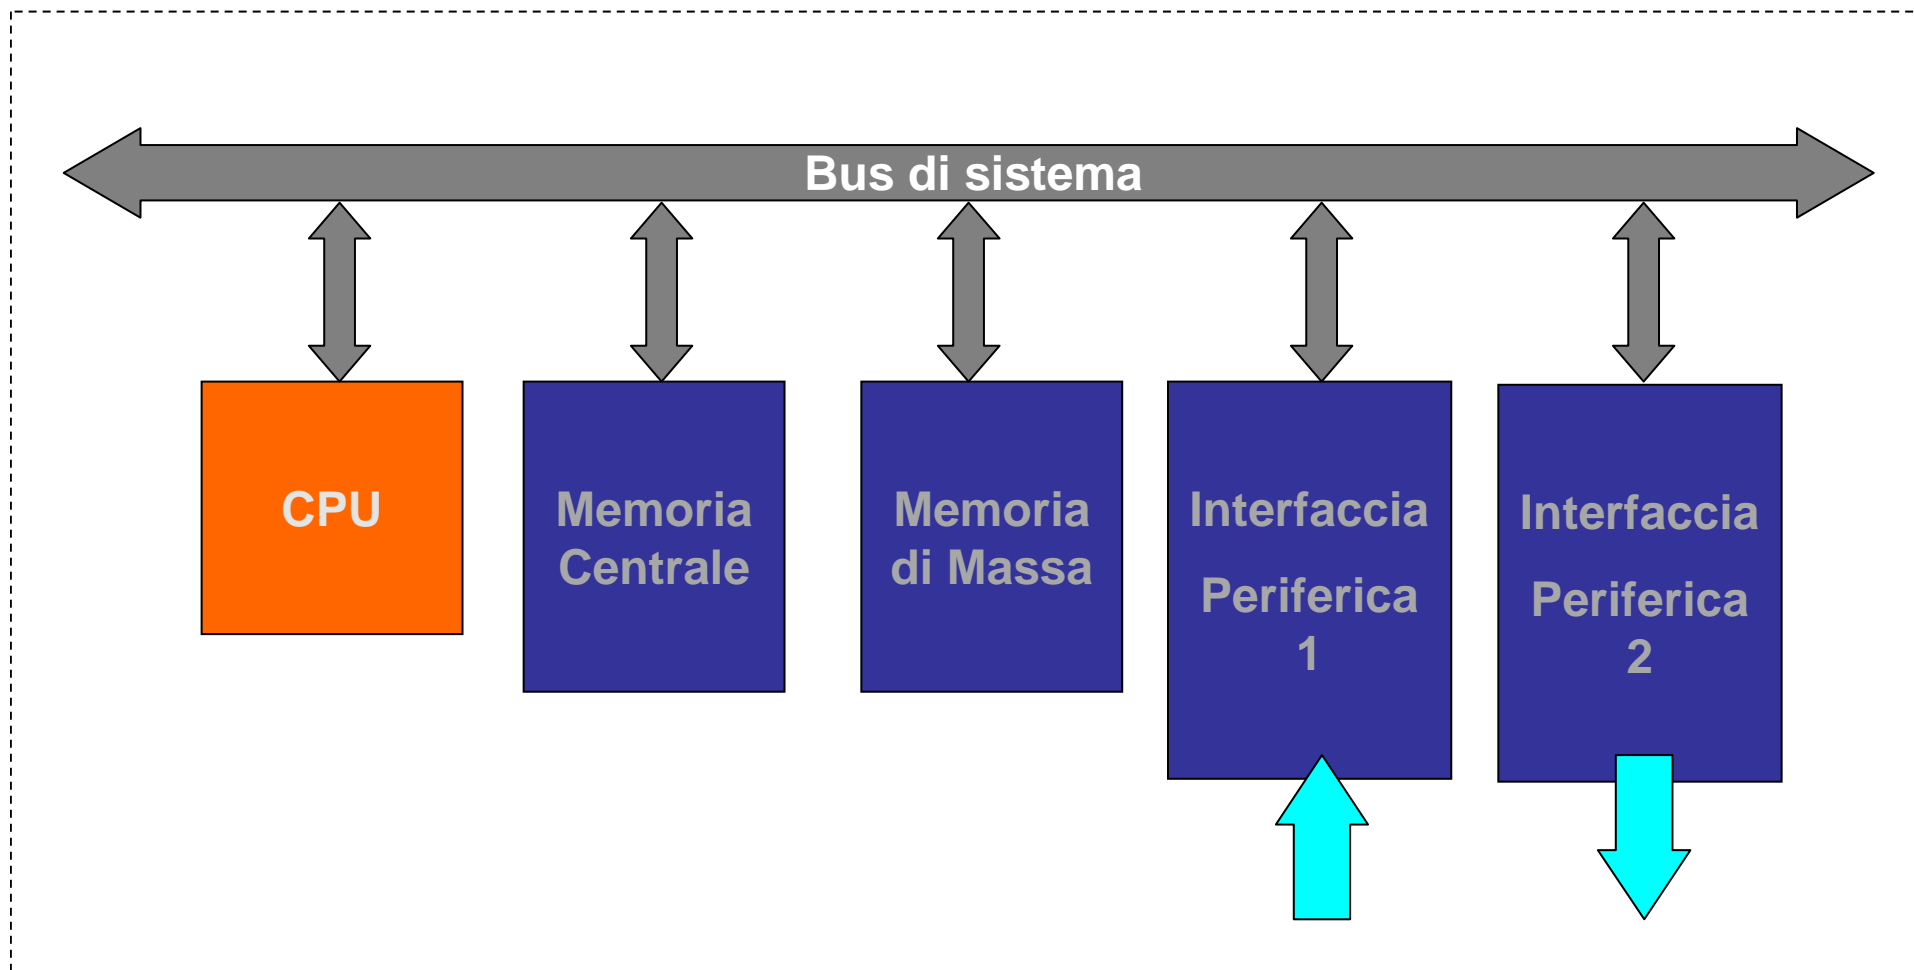 Bus di sistema
CPU
Memoria
Centrale
Memoria
di Massa
Interfaccia
Periferica
1
Interfaccia
Periferica
2